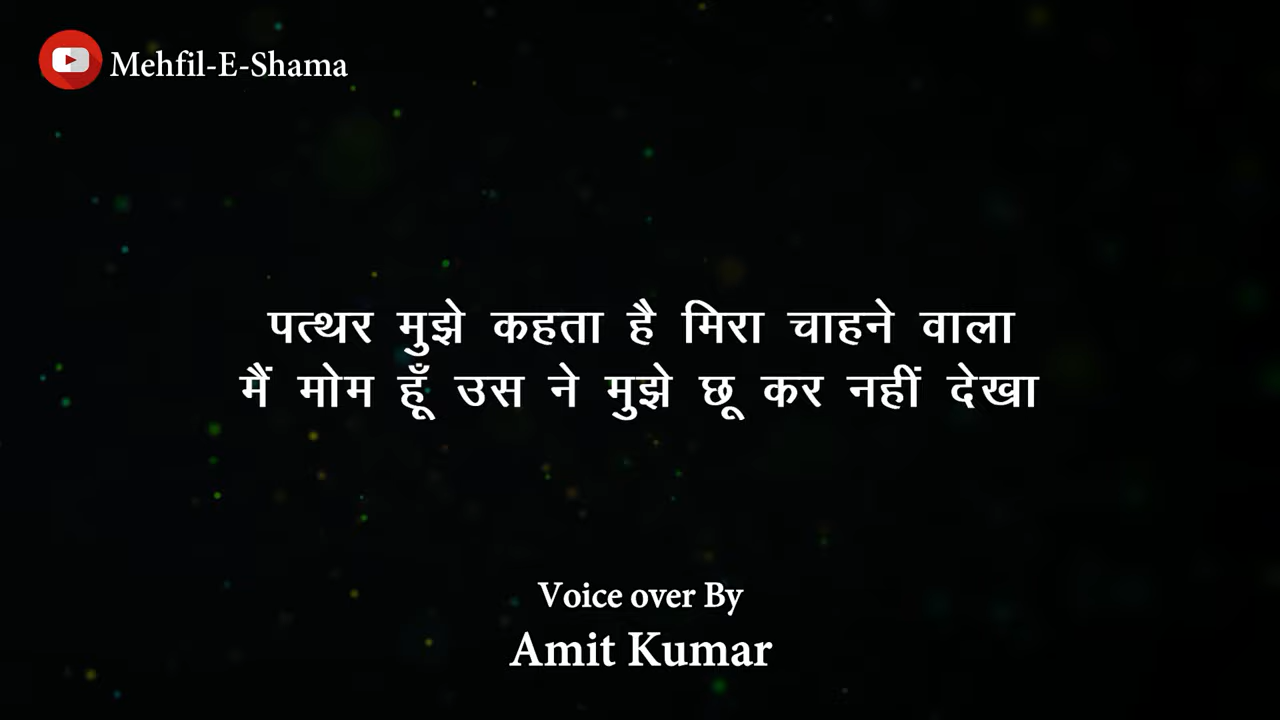 Mehfil-E-Shama
पत्थर मुझे कहता है मिरा चाहने वाला
मैं मोम हूँ उस ने मुझे छू कर नहीं देखा
Voice over By
Amit Kumar